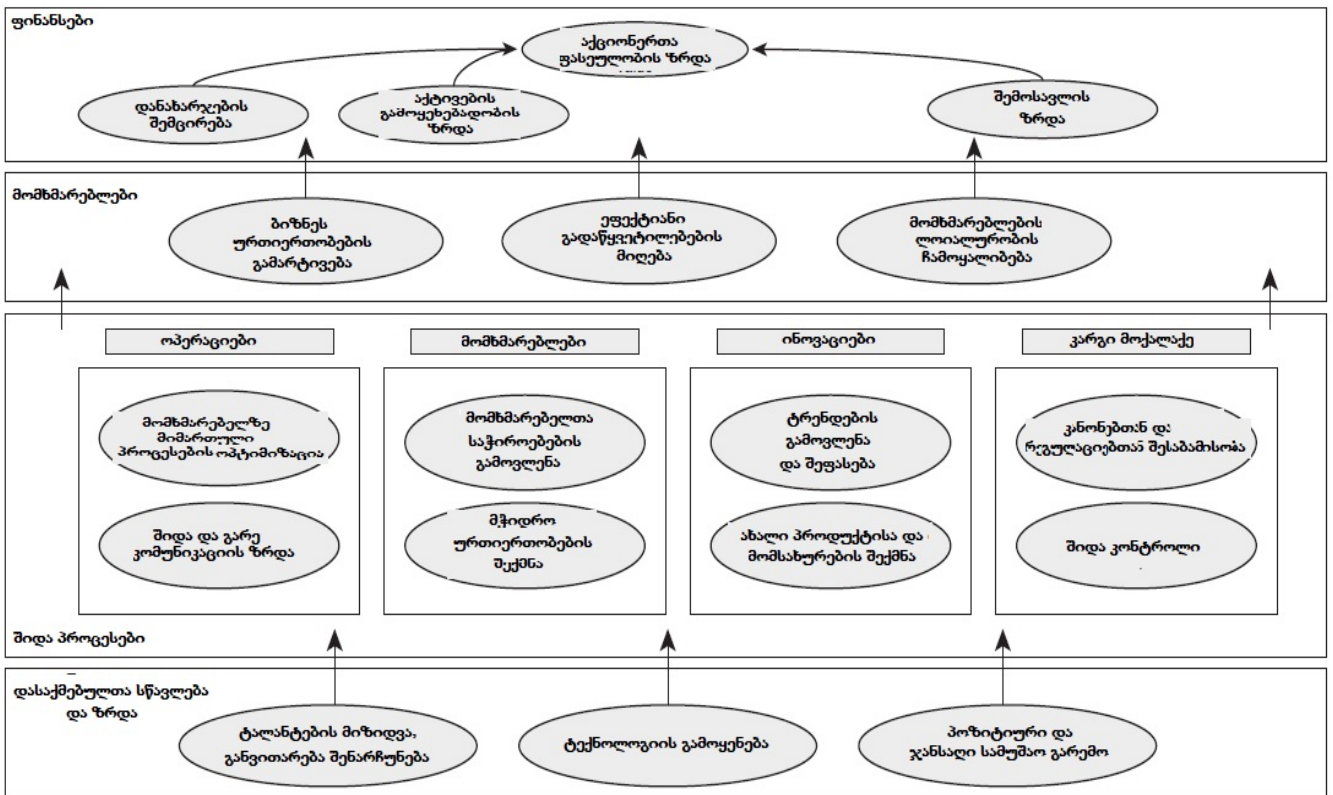 ფინანსები
აქციონერთა
ფასეულობის ზრდა
დანახარჯების
შემცირება
აქტივების
გამოყენებადობის
ზრდა
შემოსავლის
ზრდა
მომხმარებლები
ბიზნეს
ურთიერთობების
გამარტივება
ეფექტიანი
გადაწყვეტილებების
მიღება
მომხმარებლების
ლოიალურობის
ჩამოყალიბება
ოპერაციები
მომხმარებლები
ინოვაციები
კარგი მოქალაქე
მომხმარებელზე
მიმართული
პროცესების ოპტიმიზაცია
შიდა და გარე
კომუნიკაციის ზრდა
მომხმარებელთა
საჭიროებების
გამოვლენა
მჭიდრო
ურთიერთობების
შექმნა
ტრენდების
გამოვლენა
და შეფასება
ახალი პროდუქტისა და
მომსახურების შექმნა
კანონებთან და
რეგულაციებთან შესაბამისობა
შიდა კონტროლი
შიდა პროცესები
დასაქმებულთა სწავლება
და ზრდა
ტალანტების მიზიდვა,
განვითარება შენარჩუნება
ტექნოლოგიის გამოყენება
პოზიტიური და
ჯანსაღი სამუშაო გარემო